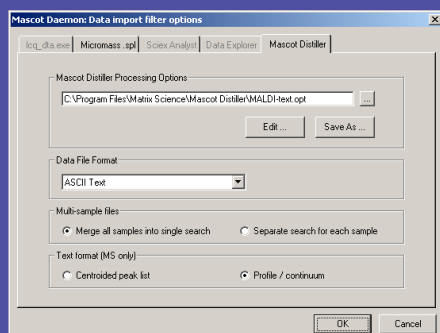 Mascot Daemon: Data import filter options
lcq_dta.exe Micromass .spl Sciex Analyst Data Explorer Mascot Distiller
Mascot Distiller Processing Options
C:\Program Files\Matrix Science\Mascot Distiller\MALDI-text.opt ...
Edit ... Save As ...
Data File Format
ASCII Text
Multi-sample files
Merge all samples into single search Separate search for each sample
Text format (MS only)
Centroided peak list Profile / continuum
OK Cancel